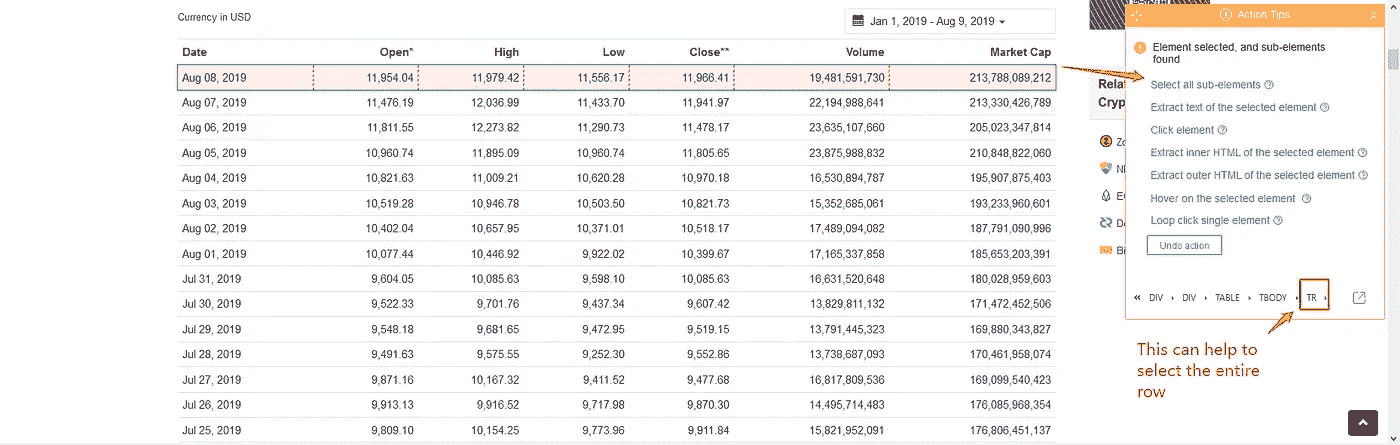 Currency in USD
Jan 1, 2019 - Aug 9, 2019
Date Open* High Low Close** Volume Market Cap
Aug 08, 2019 11,954.04 11,979.42 11,556.17 11,966.41 19,481,591,730 213,788,089,212
Aug 07, 2019 11,476.19 12,036.99 11,433.70 11,941.97 22,194,988,641 213,330,426,789
Aug 06, 2019 11,811.55 12,273.82 11,290.73 11,478.17 23,635,107,660 205,023,347,814
Aug 05, 2019 10,960.74 11,895.09 10,960.74 11,805.65 23,875,988,832 210,848,822,060
Aug 04, 2019 10,821.63 11,009.21 10,620.28 10,970.18 16,530,894,787 195,907,875,403
Aug 03, 2019 10,519.28 10,946.78 10,503.50 10,821.73 15,352,685,061 193,233,960,601
Aug 02, 2019 10,402.04 10,657.95 10,371.01 10,518.17 17,489,094,082 187,791,090,996
Aug 01, 2019 10,077.44 10,446.92 9,922.02 10,399.67 17,165,337,858 185,653,203,391
Jul 31, 2019 9,604.05 10,085.63 9,598.10 10,085.63 16,631,520,648 180,028,959,603
Jul 30, 2019 9,522.33 9,701.76 9,437.34 9,607.42 13,829,811,132 171,472,452,506
Jul 29, 2019 9,548.18 9,681.65 9,472.95 9,519.15 13,791,445,323 169,880,343,827
Jul 28, 2019 9,491.63 9,575.55 9,252.30 9,552.86 13,738,687,093 170,461,958,074
Jul 27, 2019 9,871.16 10,167.32 9,411.52 9,477.68 16,817,809,536 169,099,540,423
Jul 26, 2019 9,913.13 9,916.52 9,717.98 9,870.30 14,495,714,483 176,085,968,354
Jul 25, 2019 9,809.10 10,154.25 9,773.96 9,911.84 15,821,952,091 176,806,451,137
Action Tips
Element selected, and sub-elements
found
Select all sub-elements
Extract text of the selected element
Click element
Extract inner HTML of the selected element
Extract outer HTML of the selected element
Hover on the selected element
Loop click single element
Undo action
« DIV › DIV › TABLE › TBODY › TR ›
This can help to
select the entire
row